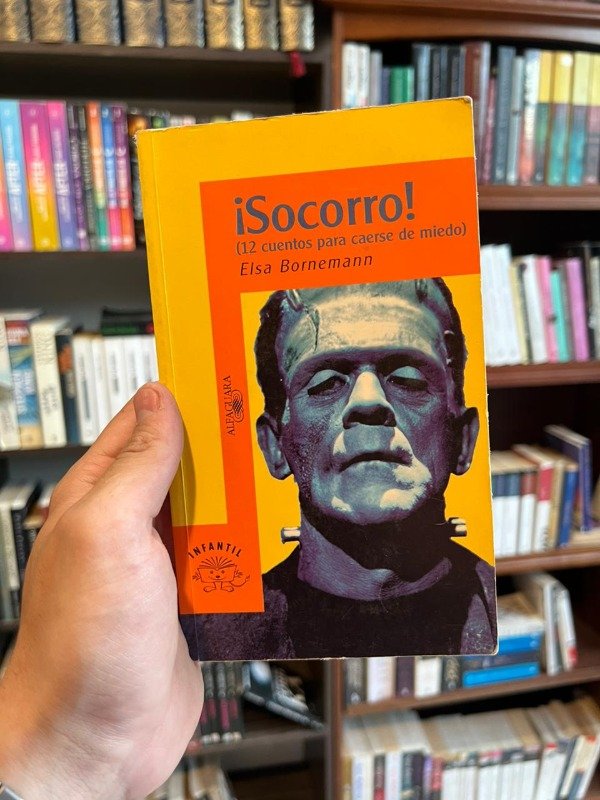 ¡Socorro!
(12 cuentos para caerse de miedo)
Elsa Bornemann
ALFAGUARA
INFANTIL